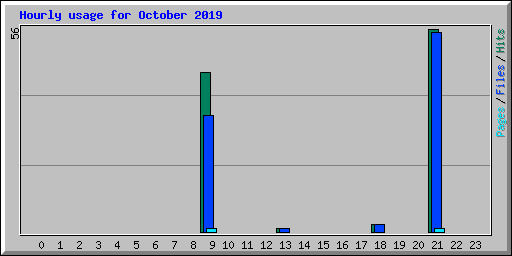 Hourly usage for October 2019
56
Pages/Files/Hits
0 1 2 3 4 5 6 7 8 9 10 11 12 13 14 15 16 17 18 19 20 21 22 23